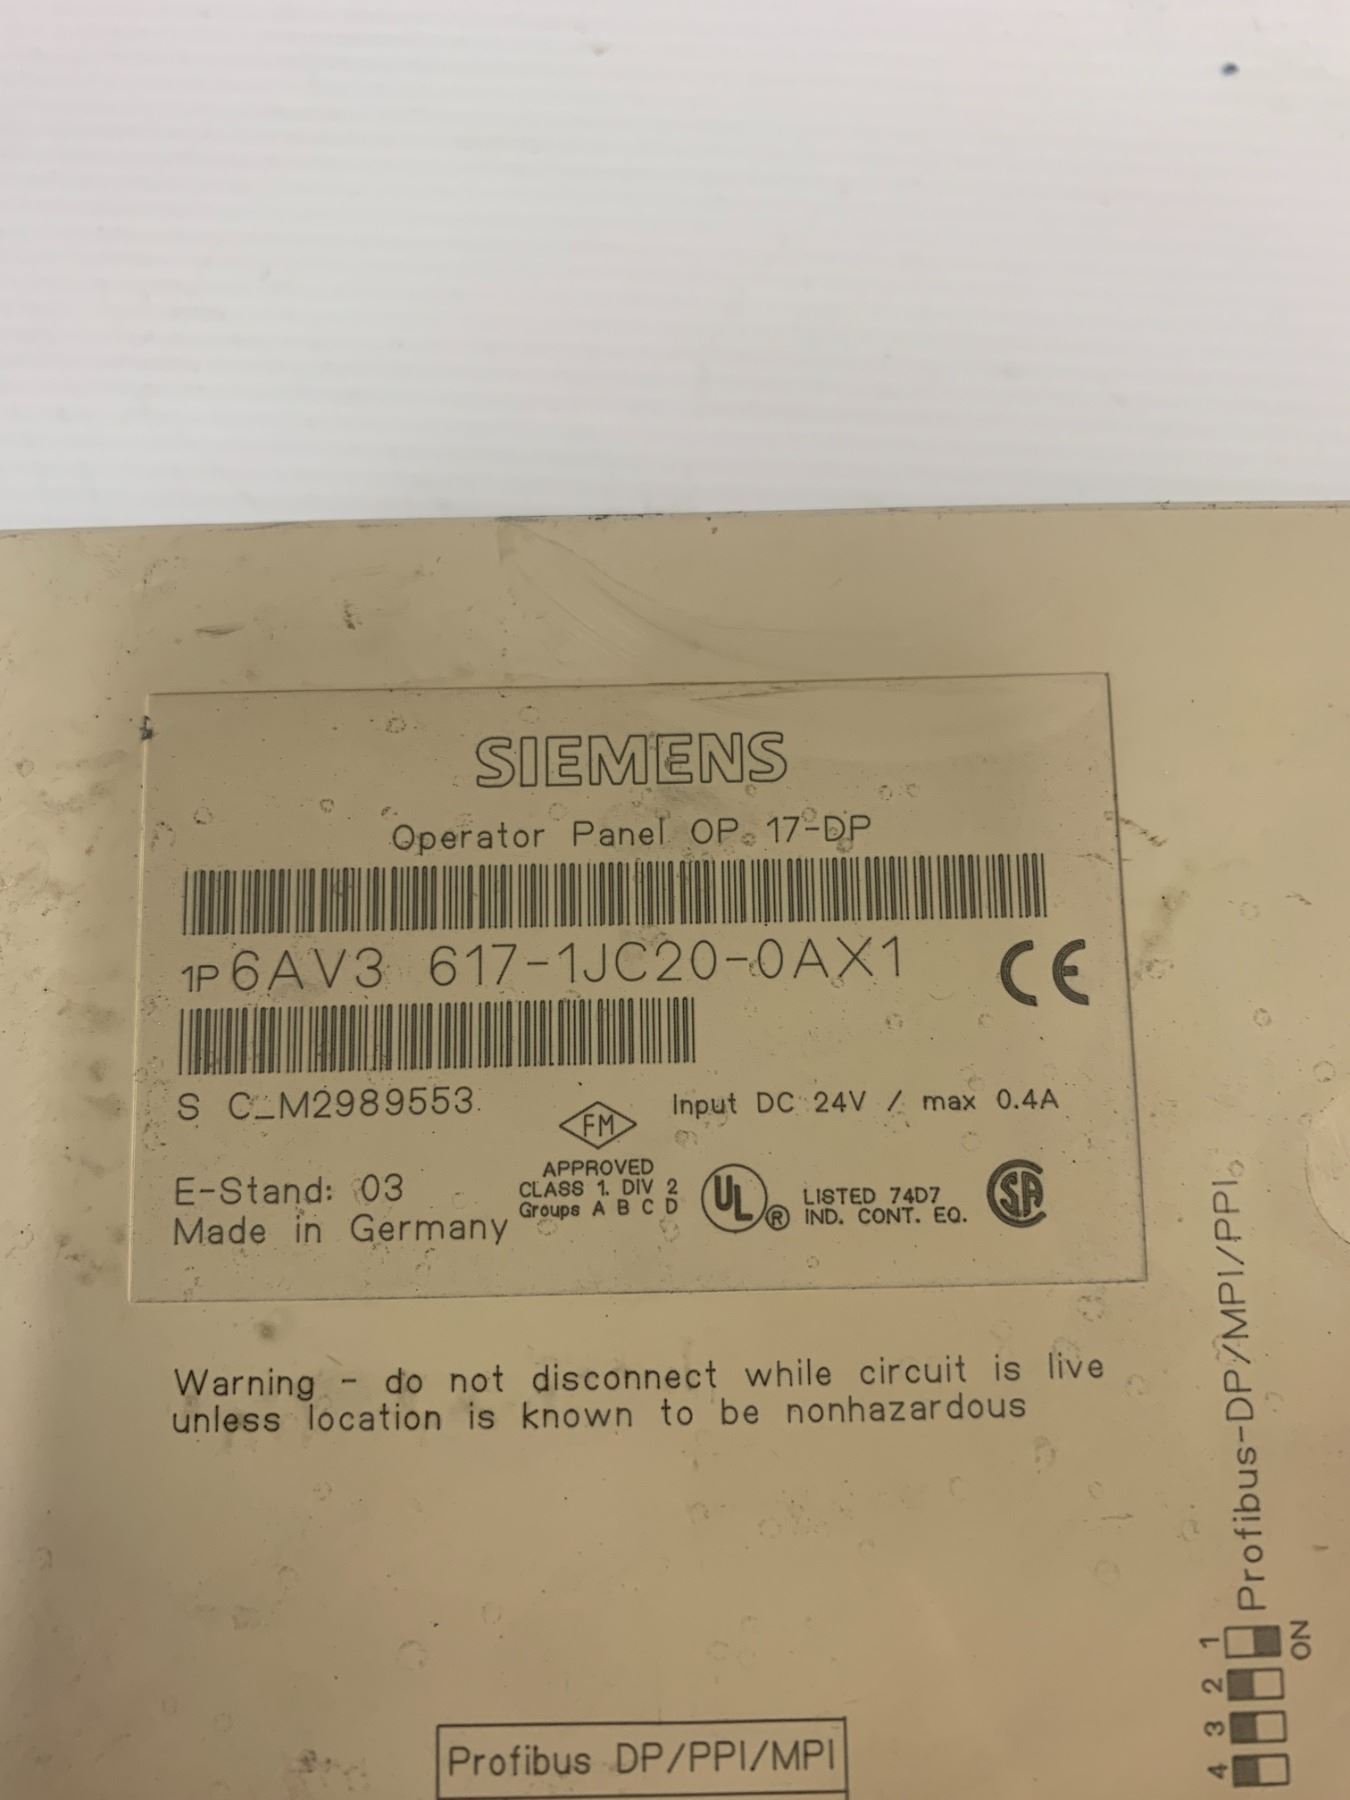 SIEMENS
Operator Panel OP 17-DP
1P 6AV3 617-1JC20-0AX1
CE
S C_M2989553
Input DC 24V / max 0.4A
FM
APPROVED
CLASS 1. DIV 2
Groups A B C D
UL ®
LISTED 74D7
IND. CONT. EQ.
SA
E-Stand: 03
Made in Germany
Warning - do not disconnect while circuit is live
unless location is known to be nonhazardous
Profibus-DP/MPI/PPI
1
2
3
4
ON
Profibus DP/PPI/MPI